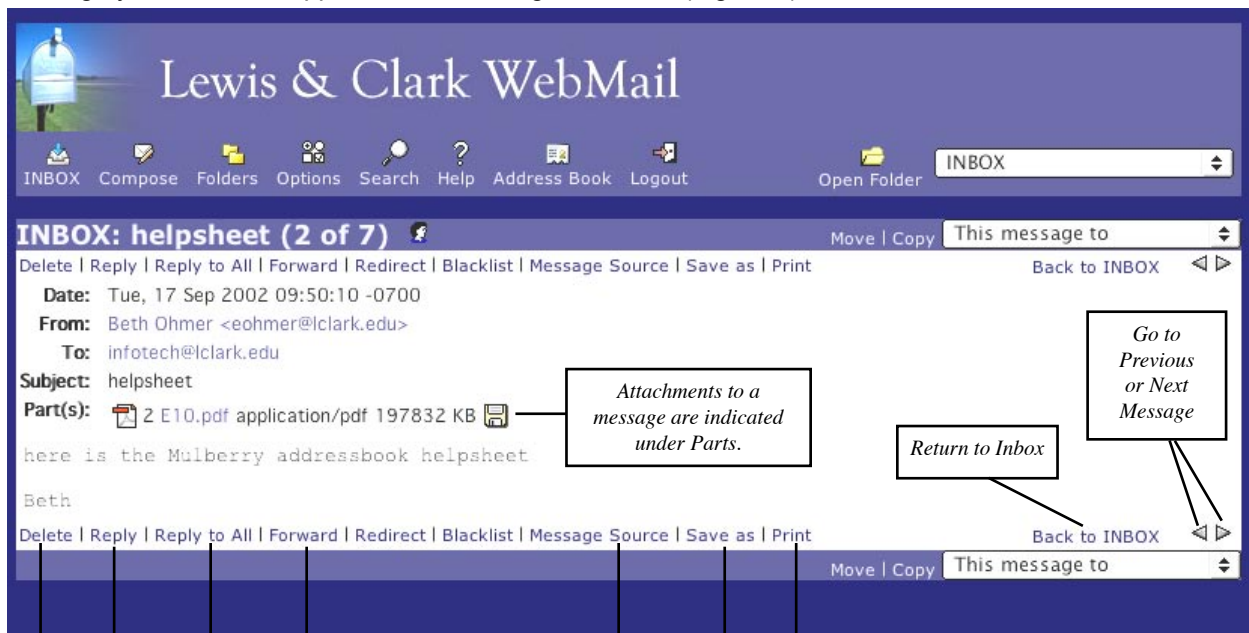 Lewis & Clark WebMail
INBOX Compose Folders Options Search Help Address Book Logout Open Folder INBOX
INBOX: helpsheet (2 of 7) Move | Copy This message to
Delete | Reply | Reply to All | Forward | Redirect | Blacklist | Message Source | Save as | Print Back to INBOX
Date: Tue, 17 Sep 2002 09:50:10 -0700
From: Beth Ohmer <eohmer@lclark.edu>
To: infotech@lclark.edu
Subject: helpsheet
Part(s): 2 E10.pdf application/pdf 197832 KB
Attachments to a
message are indicated
under Parts.
Go to
Previous
or Next
Message
Return to Inbox
here is the Mulberry addressbook helpsheet
Beth
Delete | Reply | Reply to All | Forward | Redirect | Blacklist | Message Source | Save as | Print Back to INBOX
Move | Copy This message to